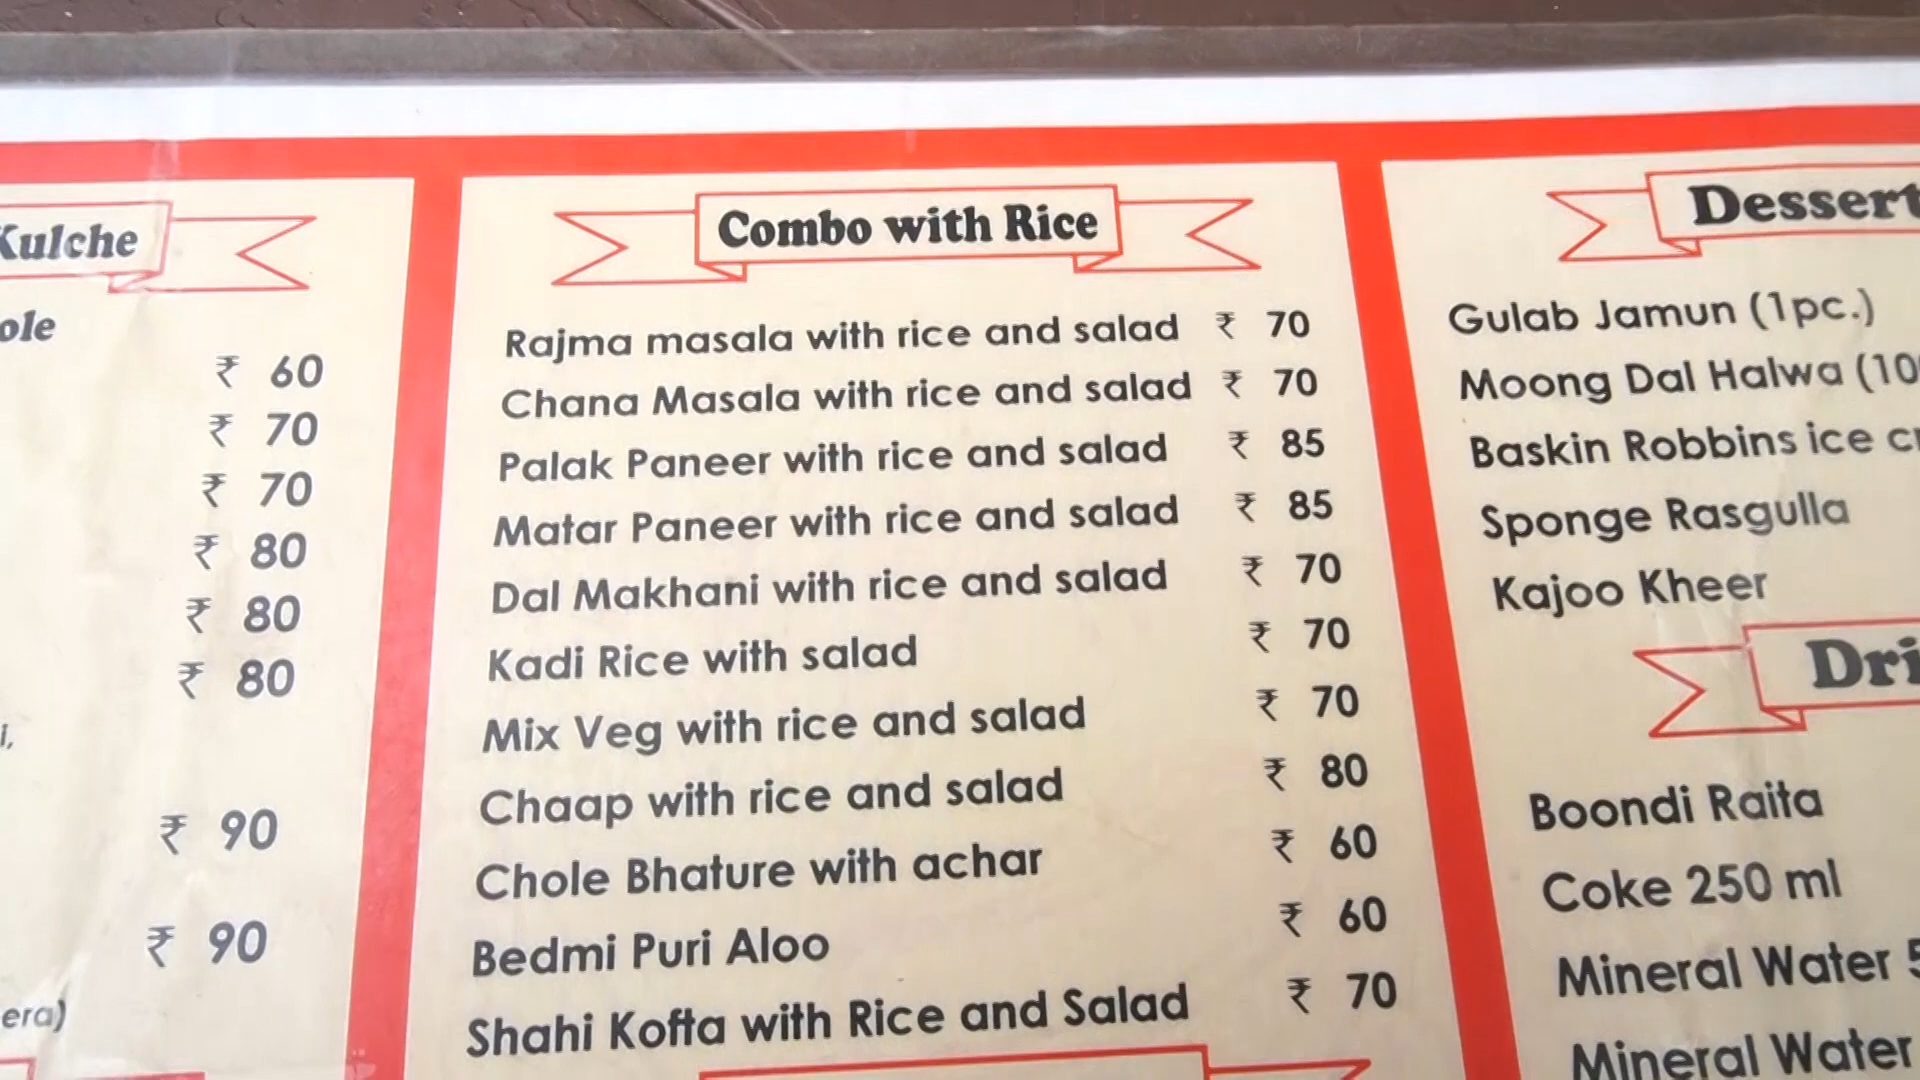 Kulche
₹ 60
₹ 70
₹ 70
₹ 80
₹ 80
₹ 80
₹ 90
₹ 90
Combo with Rice
Rajma masala with rice and salad ₹ 70
Chana Masala with rice and salad ₹ 70
Palak Paneer with rice and salad ₹ 85
Matar Paneer with rice and salad ₹ 85
Dal Makhani with rice and salad ₹ 70
Kadi Rice with salad ₹ 70
Mix Veg with rice and salad ₹ 70
Chaap with rice and salad ₹ 80
Chole Bhature with achar ₹ 60
Bedmi Puri Aloo ₹ 60
Shahi Kofta with Rice and Salad ₹ 70
Dessert
Gulab Jamun (1pc.)
Moong Dal Halwa (10
Baskin Robbins ice
Sponge Rasgulla
Kajoo Kheer
Dri
Boondi Raita
Coke 250 ml
Mineral Water 5
Mineral Water